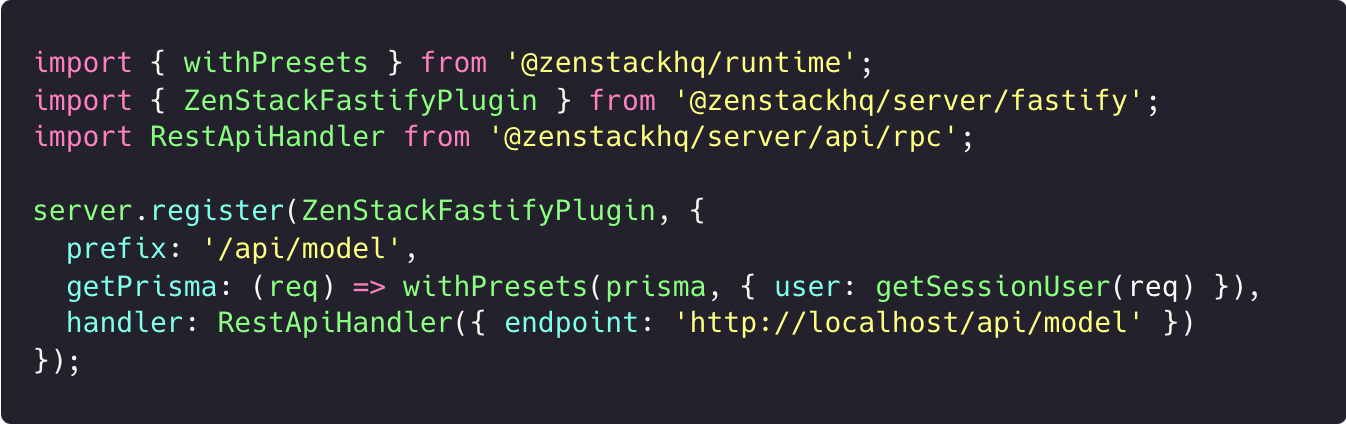 import { withPresets } from '@zenstackhq/runtime';
import { ZenStackFastifyPlugin } from '@zenstackhq/server/fastify';
import RestApiHandler from '@zenstackhq/server/api/rpc';

server.register(ZenStackFastifyPlugin, {
  prefix: '/api/model',
  getPrisma: (req) => withPresets(prisma, { user: getSessionUser(req) }),
  handler: RestApiHandler({ endpoint: 'http://localhost/api/model' })
});